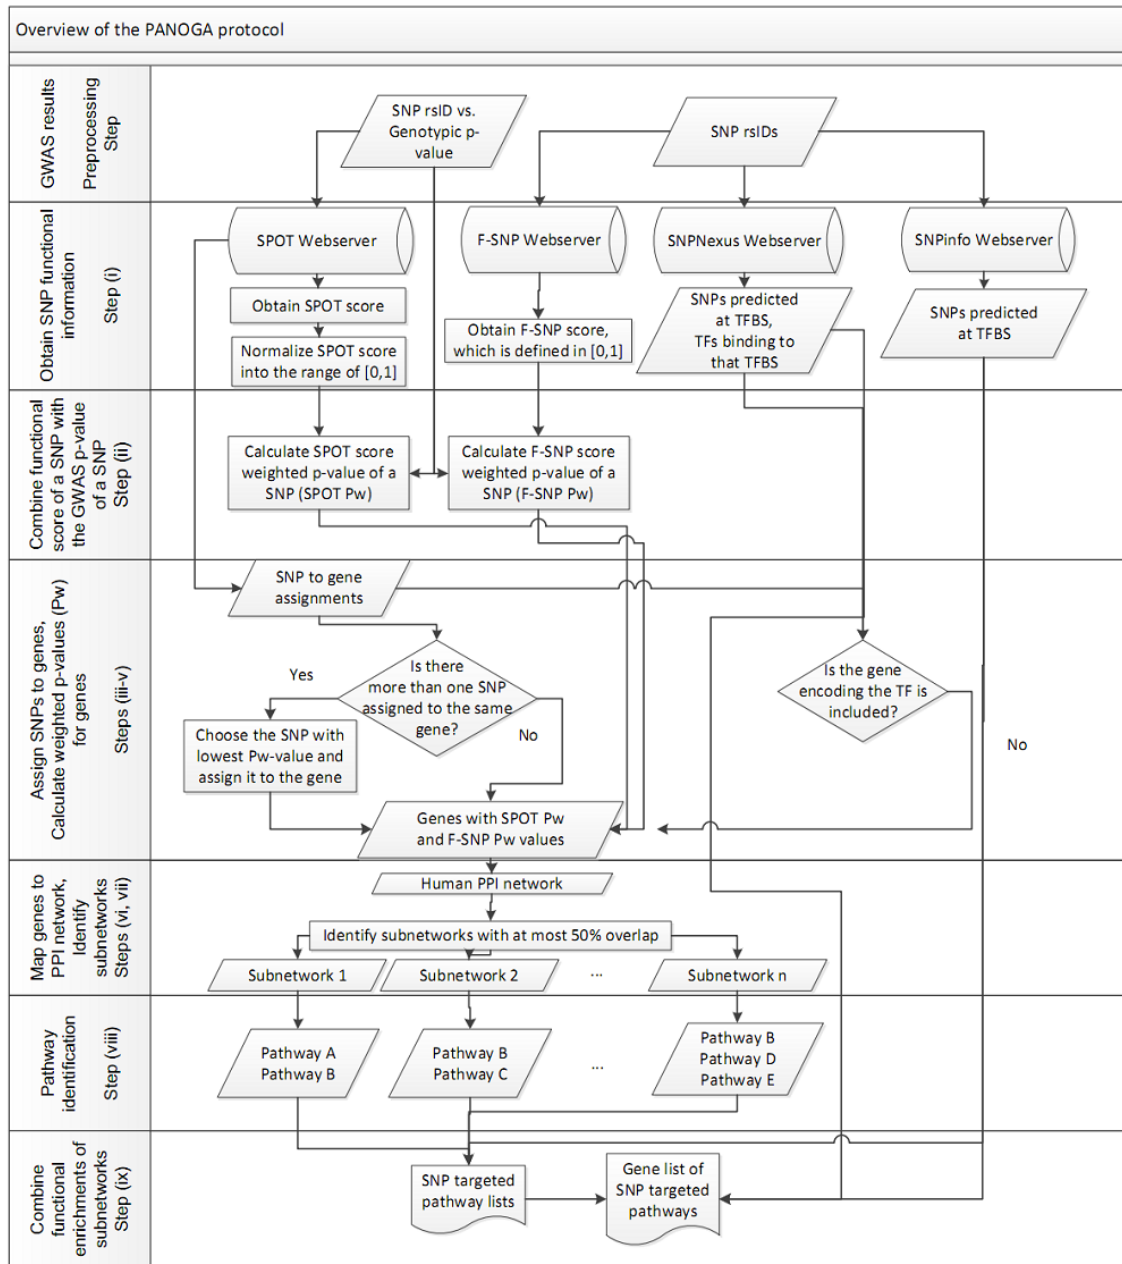 Overview of the PANOGA protocol
GWAS results
Preprocessing
Step
SNP rsID vs.
Genotypic p-
value
SNP rsIDs
Obtain SNP functional
information
Step (i)
SPOT Webserver
F-SNP Webserver
SNPNexus Webserver
SNPinfo Webserver
Obtain SPOT score
Normalize SPOT score
into the range of [0,1]
Obtain F-SNP score,
which is defined in [0,1]
SNPs predicted
at TFBS,
TFs binding to
that TFBS
SNPs predicted
at TFBS
Combine functional
score of a SNP with
the GWAS p-value
of a SNP
Step (ii)
Calculate SPOT score
weighted p-value of a
SNP (SPOT Pw)
Calculate F-SNP score
weighted p-value of a
SNP (F-SNP Pw)
Assign SNPs to genes,
Calculate weighted p-values (Pw)
for genes
Steps (iii-v)
SNP to gene
assignments
Is there
more than one SNP
assigned to the same
gene?
Yes
No
Choose the SNP with
lowest Pw-value and
assign it to the gene
Is the gene
encoding the TF is
included?
No
Genes with SPOT Pw
and F-SNP Pw values
Map genes to
PPI network,
Identify
subnetworks
Steps (vi, vii)
Human PPI network
Identify subnetworks with at most 50% overlap
Subnetwork 1
Subnetwork 2
...
Subnetwork n
Pathway
identification
Step (viii)
Pathway A
Pathway B
Pathway B
Pathway C
...
Pathway B
Pathway D
Pathway E
Combine
functional
enrichments of
subnetworks
Step (ix)
SNP targeted
pathway lists
Gene list of
SNP targeted
pathways